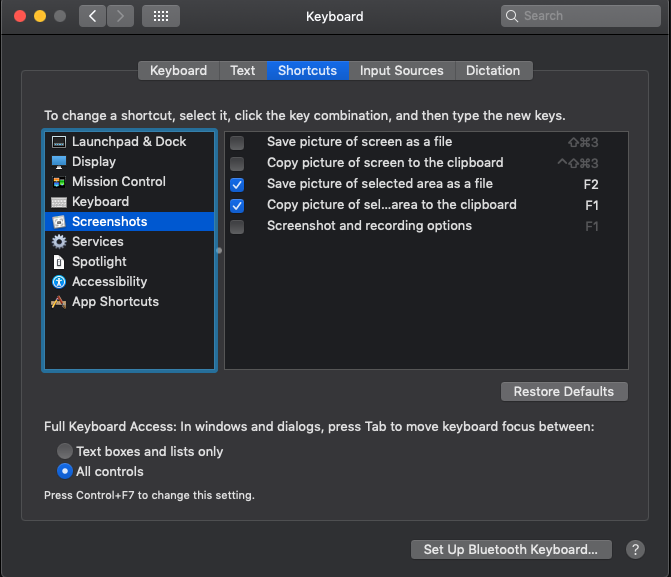 Keyboard
Search
Keyboard Text Shortcuts Input Sources Dictation
To change a shortcut, select it, click the key combination, and then type the new keys.
Launchpad & Dock
Display
Mission Control
Keyboard
Screenshots
Services
Spotlight
Accessibility
App Shortcuts
Save picture of screen as a file ⇧⌘3
Copy picture of screen to the clipboard ^⇧⌘3
Save picture of selected area as a file F2
Copy picture of sel...area to the clipboard F1
Screenshot and recording options F1
Restore Defaults
Full Keyboard Access: In windows and dialogs, press Tab to move keyboard focus between:
Text boxes and lists only
All controls
Press Control+F7 to change this setting.
Set Up Bluetooth Keyboard... ?